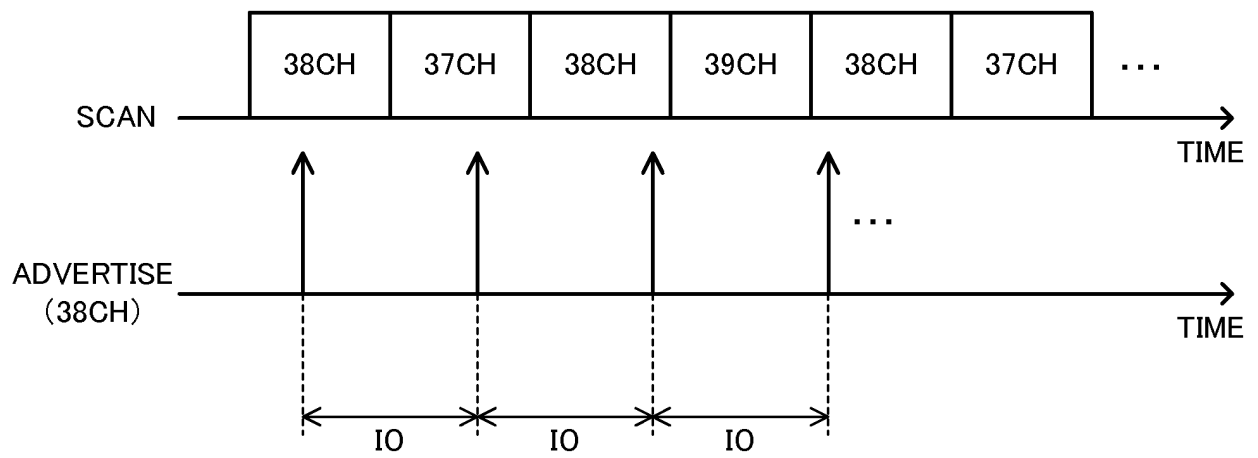 38CH 37CH 38CH 39CH 38CH 37CH ･･･
SCAN
TIME
･･･
ADVERTISE
（38CH）
TIME
IO IO IO